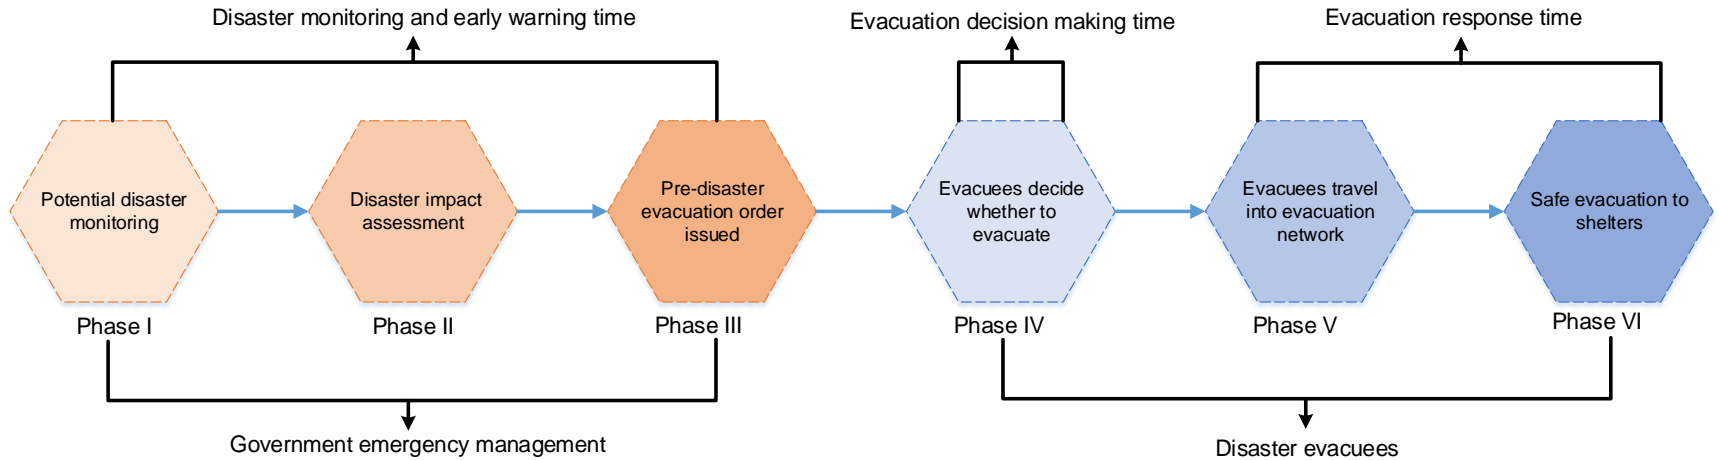 Disaster monitoring and early warning time
Evacuation decision making time
Evacuation response time
Potential disaster
monitoring
Disaster impact
assessment
Pre-disaster
evacuation order
issued
Evacuees decide
whether to
evacuate
Evacuees travel
into evacuation
network
Safe evacuation to
shelters
Phase I
Phase II
Phase III
Phase IV
Phase V
Phase VI
Government emergency management
Disaster evacuees